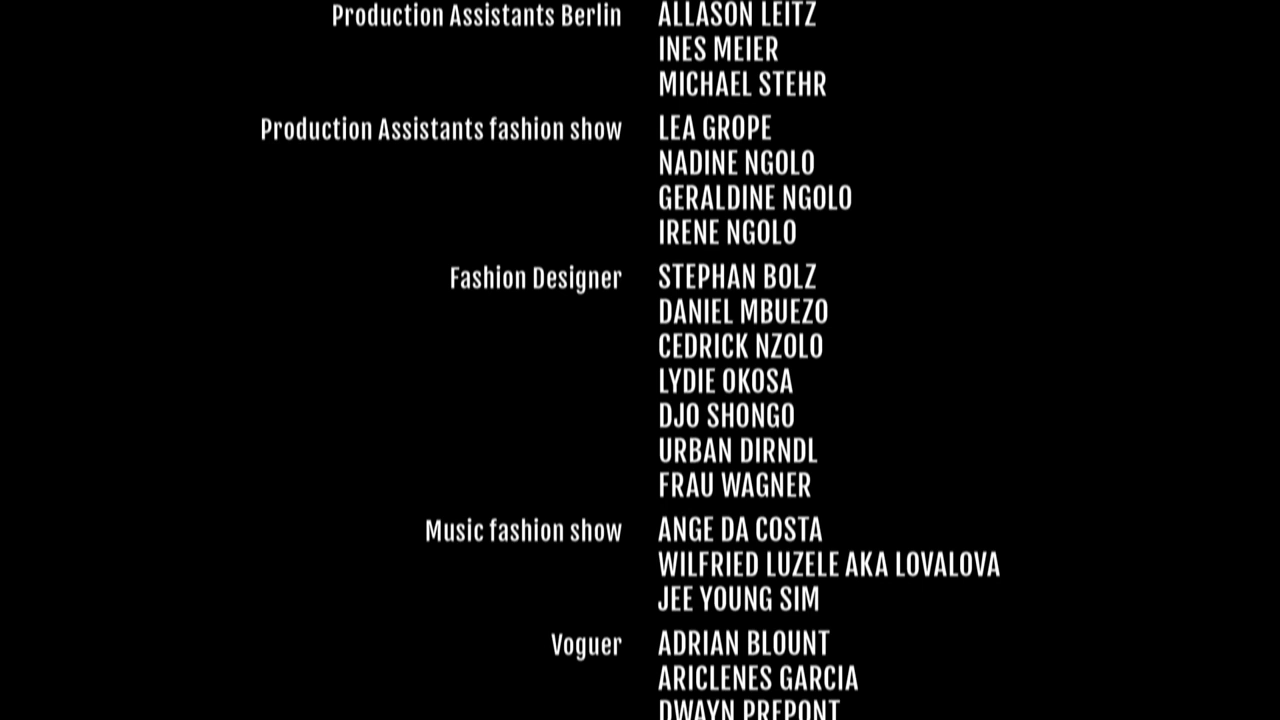 Production Assistants Berlin ALLASON LEITZ
INES MEIER
MICHAEL STEHR
Production Assistants fashion show LEA GROPE
NADINE NGOLO
GERALDINE NGOLO
IRENE NGOLO
Fashion Designer STEPHAN BOLZ
DANIEL MBUEZO
CEDRICK NZOLO
LYDIE OKOSA
DJO SHONGO
URBAN DIRNDL
FRAU WAGNER
Music fashion show ANGE DA COSTA
WILFRIED LUZELE AKA LOVALOVA
JEE YOUNG SIM
Voguer ADRIAN BLOUNT
ARICLENES GARCIA
DWAYN PREPONT